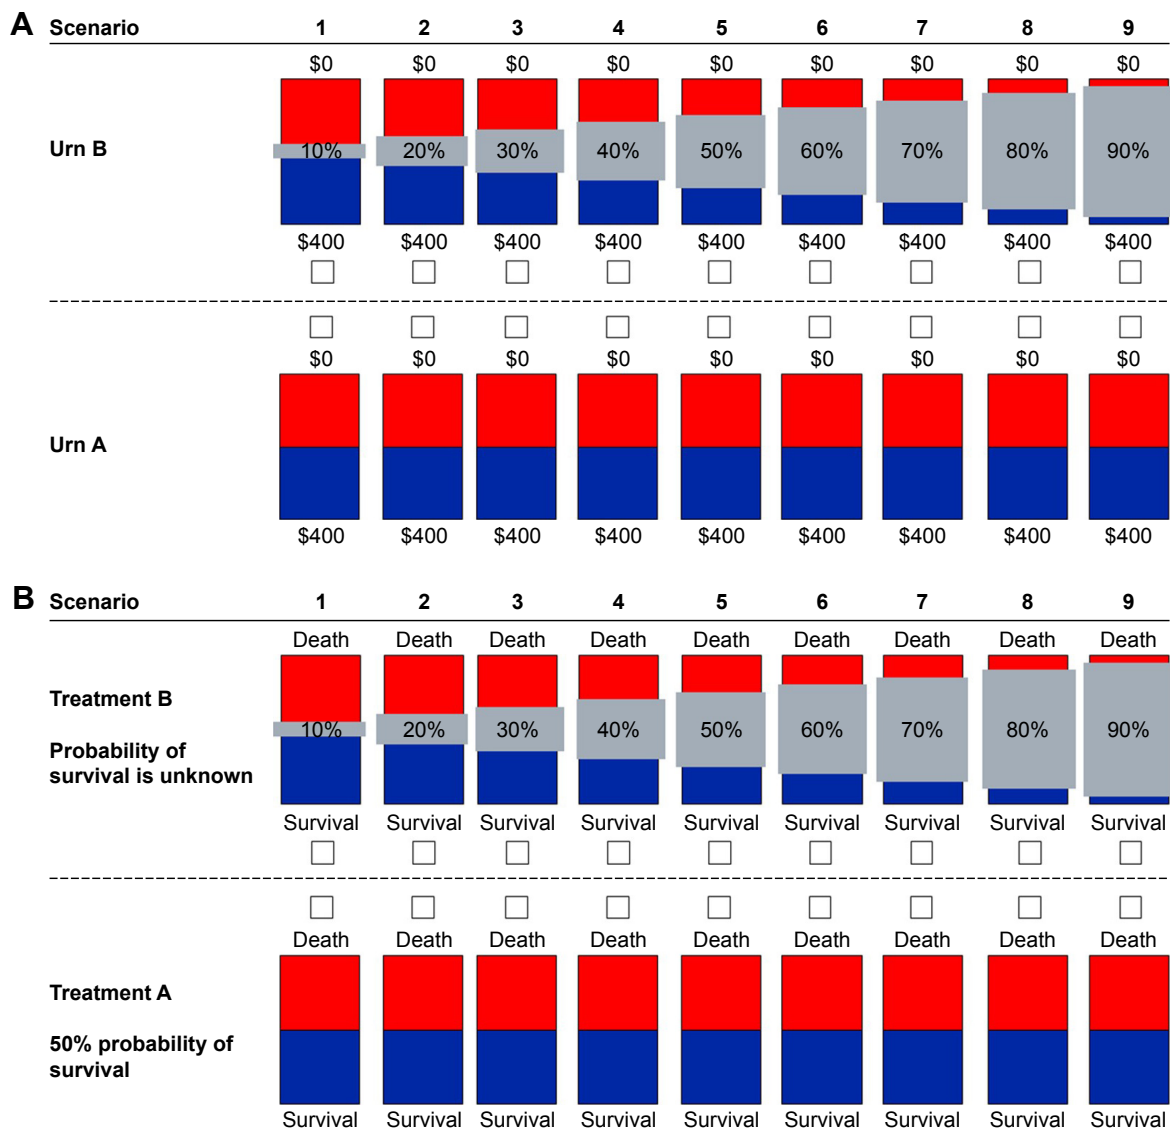 A Scenario 1 2 3 4 5 6 7 8 9
$0 $0 $0 $0 $0 $0 $0 $0 $0
Urn B 10% 20% 30% 40% 50% 60% 70% 80% 90%
$400 $400 $400 $400 $400 $400 $400 $400 $400
$0 $0 $0 $0 $0 $0 $0 $0 $0
Urn A
$400 $400 $400 $400 $400 $400 $400 $400 $400
B Scenario 1 2 3 4 5 6 7 8 9
Death Death Death Death Death Death Death Death Death
Treatment B
10% 20% 30% 40% 50% 60% 70% 80% 90%
Probability of
survival is unknown
Survival Survival Survival Survival Survival Survival Survival Survival Survival
Death Death Death Death Death Death Death Death Death
Treatment A
50% probability of
survival
Survival Survival Survival Survival Survival Survival Survival Survival Survival